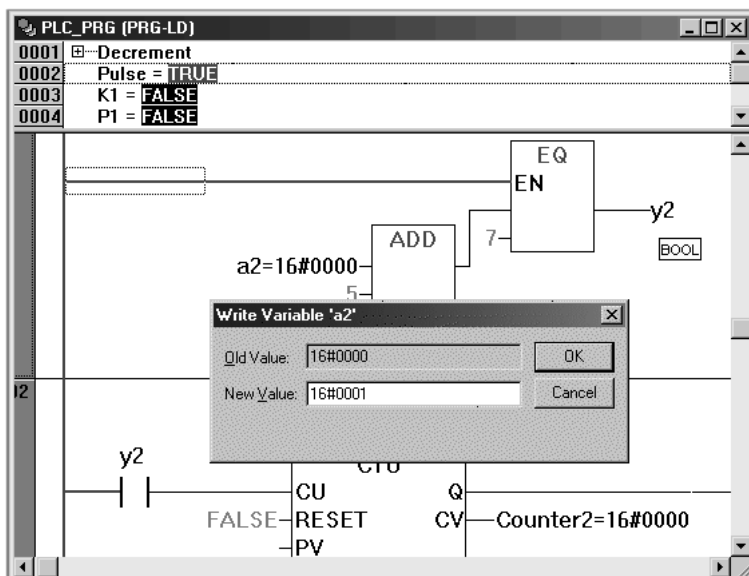 PLC_PRG (PRG-LD)
0001 Decrement
0002 Pulse = TRUE
0003 K1 = FALSE
0004 P1 = FALSE
EQ
EN
y2
ADD
7
BOOL
a2=16#0000
5
Write Variable 'a2'
Old Value: 16#0000 OK
New Value: 16#0001 Cancel
02
y2
CTU
CU Q
FALSE RESET CV Counter2=16#0000
PV